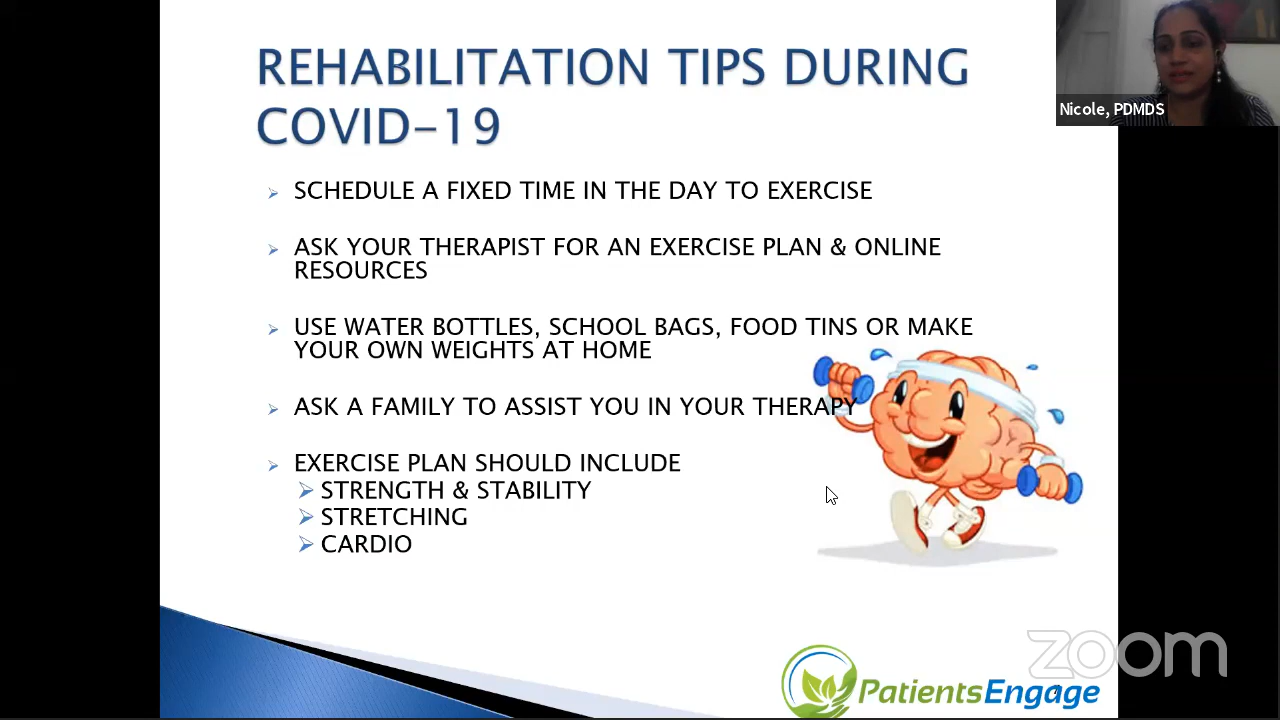 REHABILITATION TIPS DURING
COVID-19
Nicole, PDMDS
SCHEDULE A FIXED TIME IN THE DAY TO EXERCISE
ASK YOUR THERAPIST FOR AN EXERCISE PLAN & ONLINE
RESOURCES
USE WATER BOTTLES, SCHOOL BAGS, FOOD TINS OR MAKE
YOUR OWN WEIGHTS AT HOME
ASK A FAMILY TO ASSIST YOU IN YOUR THERAPY
EXERCISE PLAN SHOULD INCLUDE
STRENGTH & STABILITY
STRETCHING
CARDIO
zoom
PatientsEngage